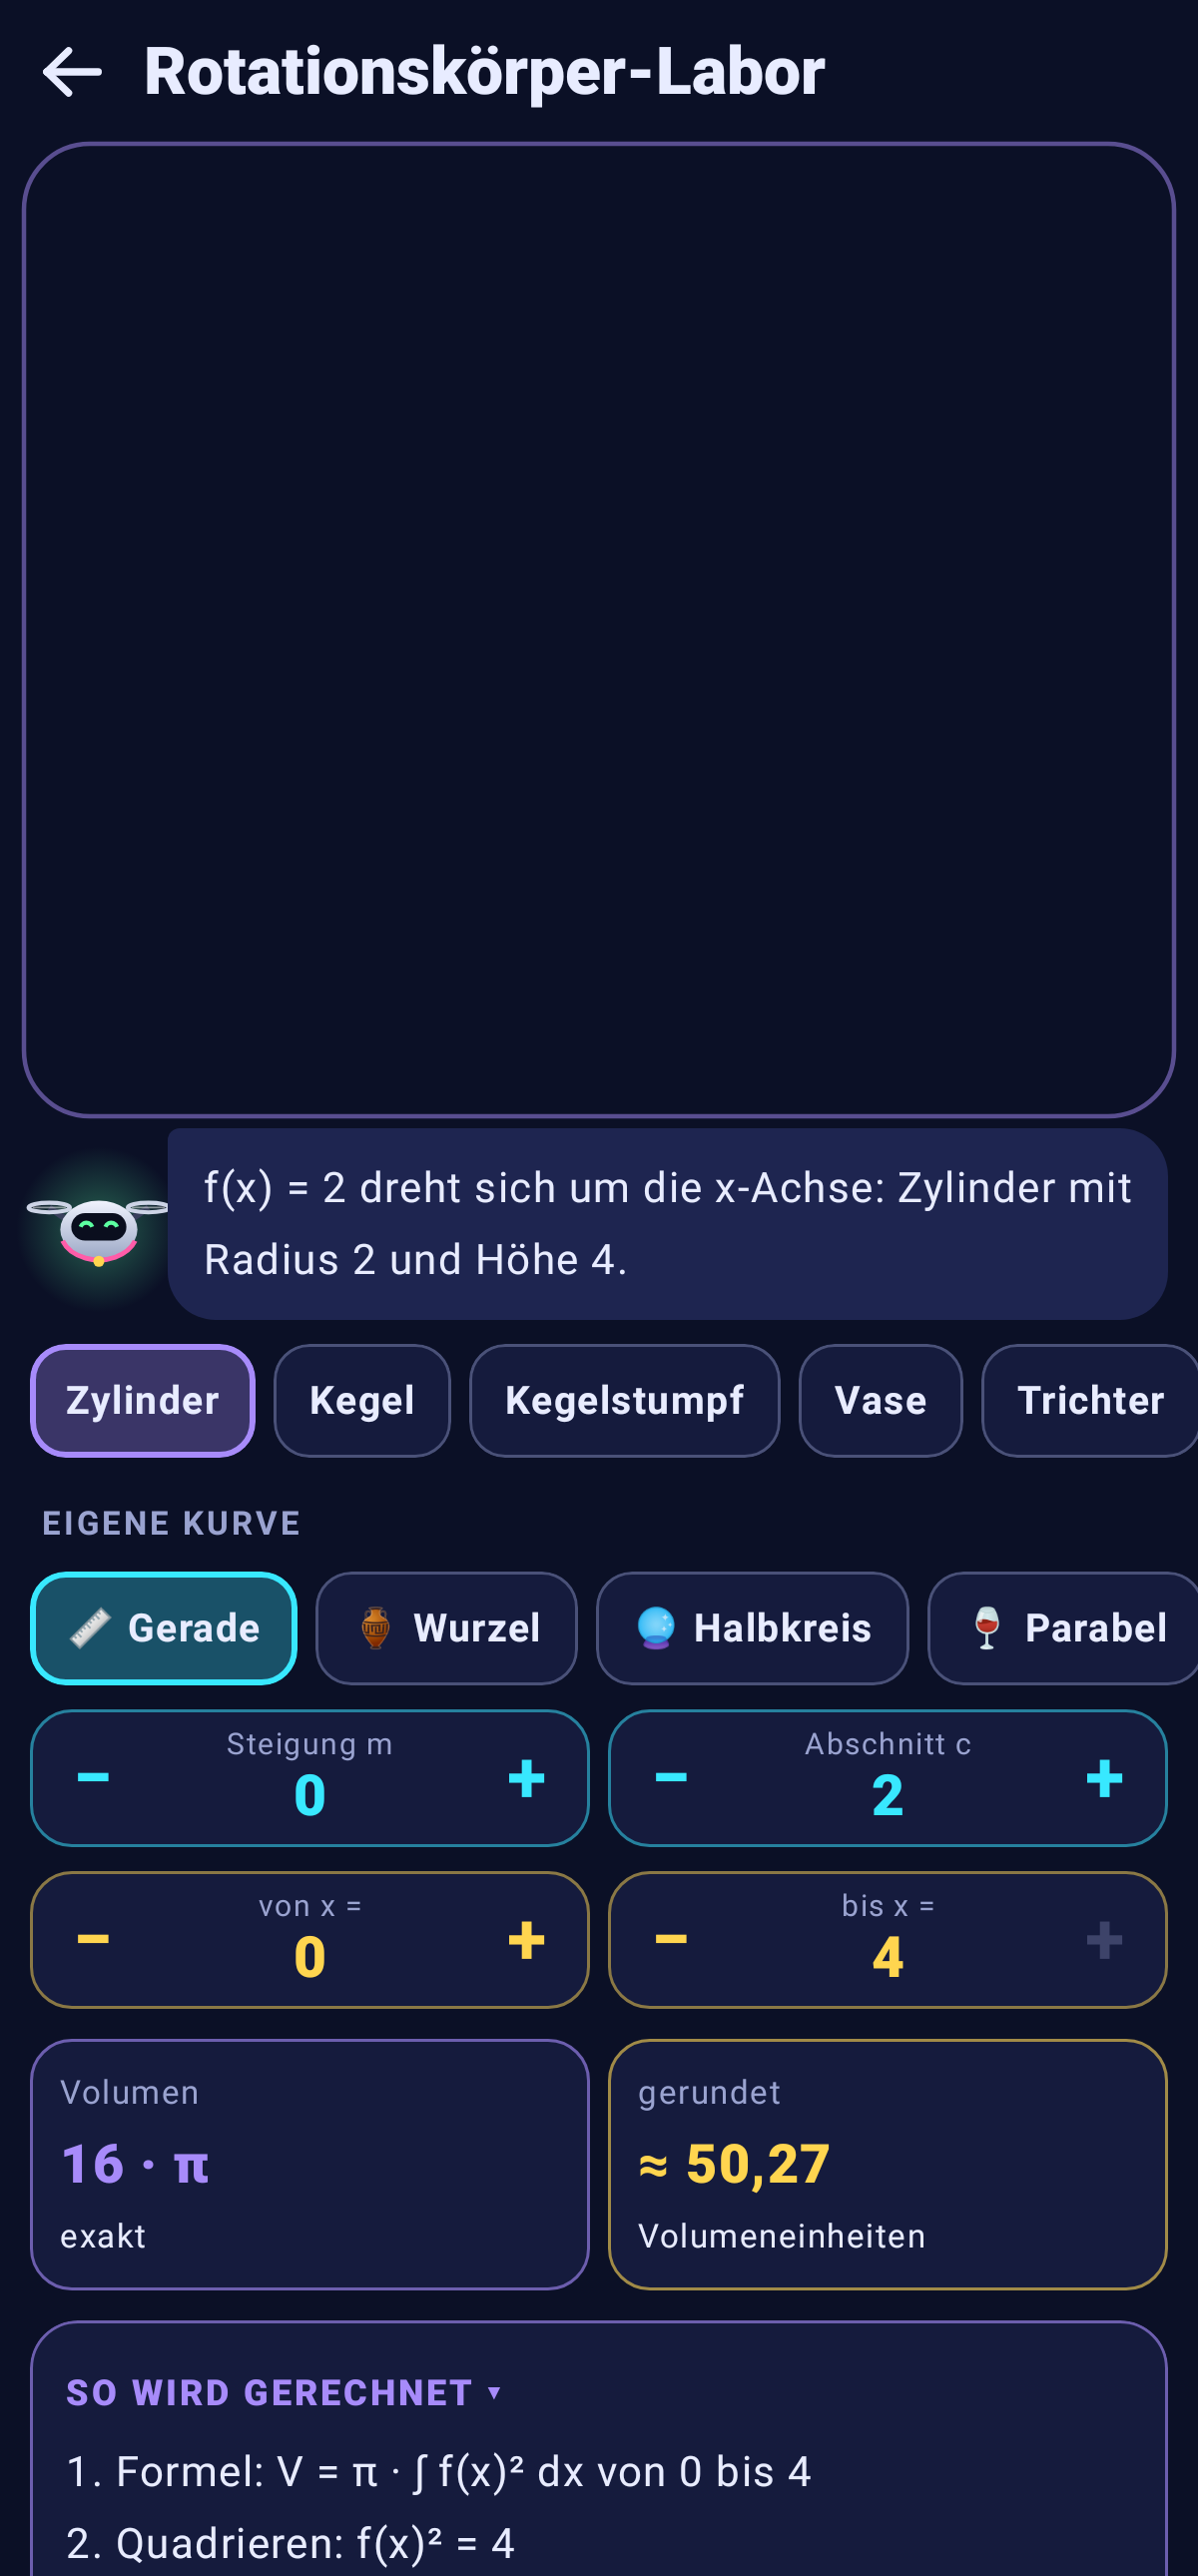 Rotationskörper-Labor
f(x) = 2 dreht sich um die x-Achse: Zylinder mit
Radius 2 und Höhe 4.
Zylinder Kegel Kegelstumpf Vase Trichter
EIGENE KURVE
Gerade Wurzel Halbkreis Parabel
Steigung m Abschnitt c
− 0 + − 2 +
von x = bis x =
− 0 + − 4 +
Volumen gerundet
16 · π ≈ 50,27
exakt Volumeneinheiten
SO WIRD GERECHNET ▾
1. Formel: V = π · ∫ f(x)² dx von 0 bis 4
2. Quadrieren: f(x)² = 4